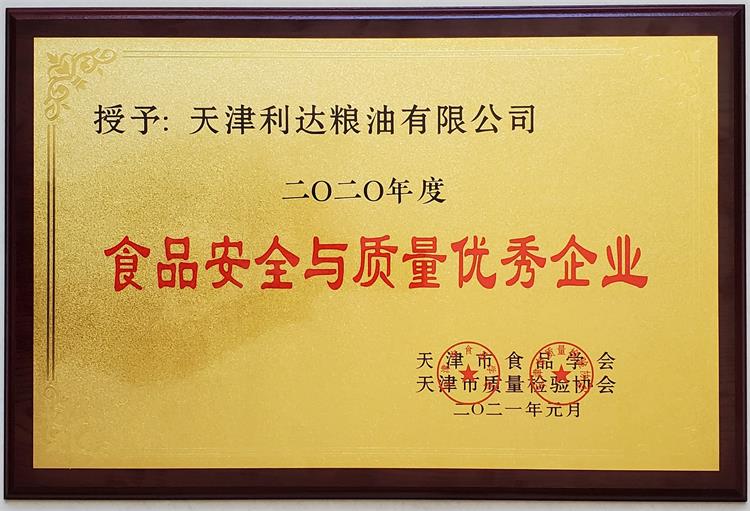 授予: 天津利达粮油有限公司
二〇二〇年度
食品安全与质量优秀企业
天津市食品学会
天津市质量检验协会
二〇二一年元月